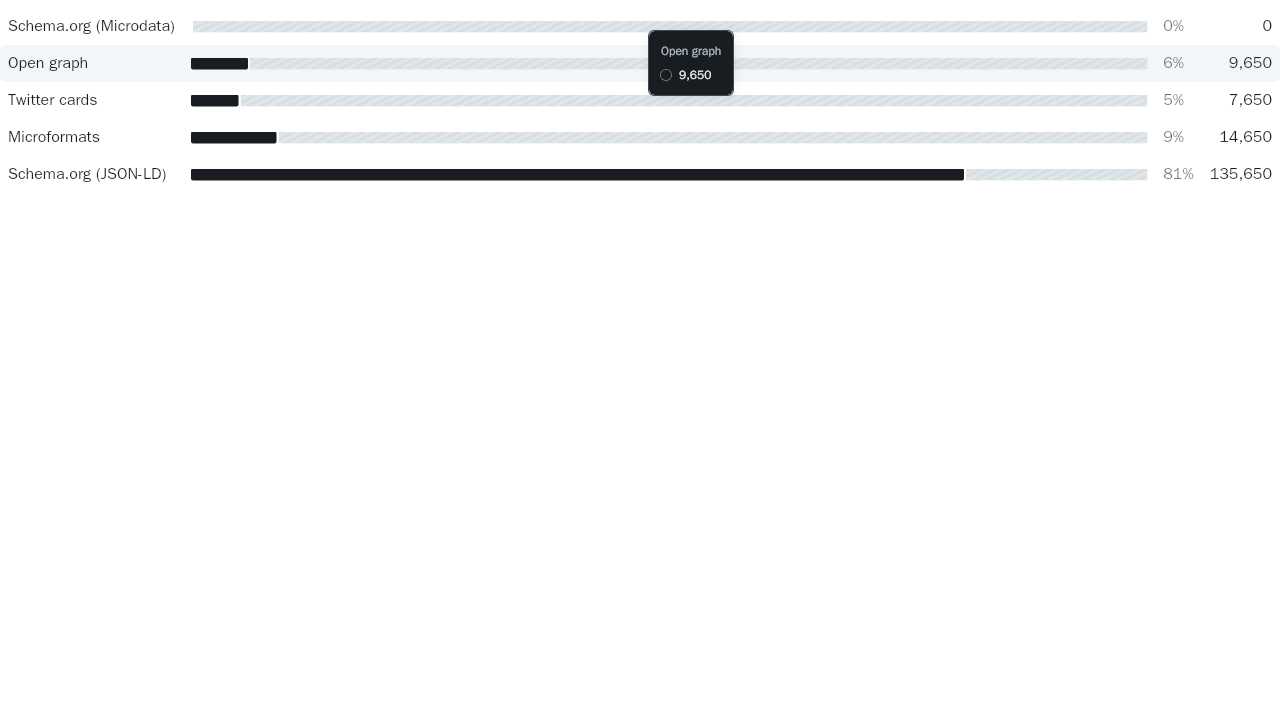 Schema.org (Microdata) 0% 0
Open graph 6% 9,650
Open graph
9,650
Twitter cards 5% 7,650
Microformats 9% 14,650
Schema.org (JSON-LD) 81% 135,650